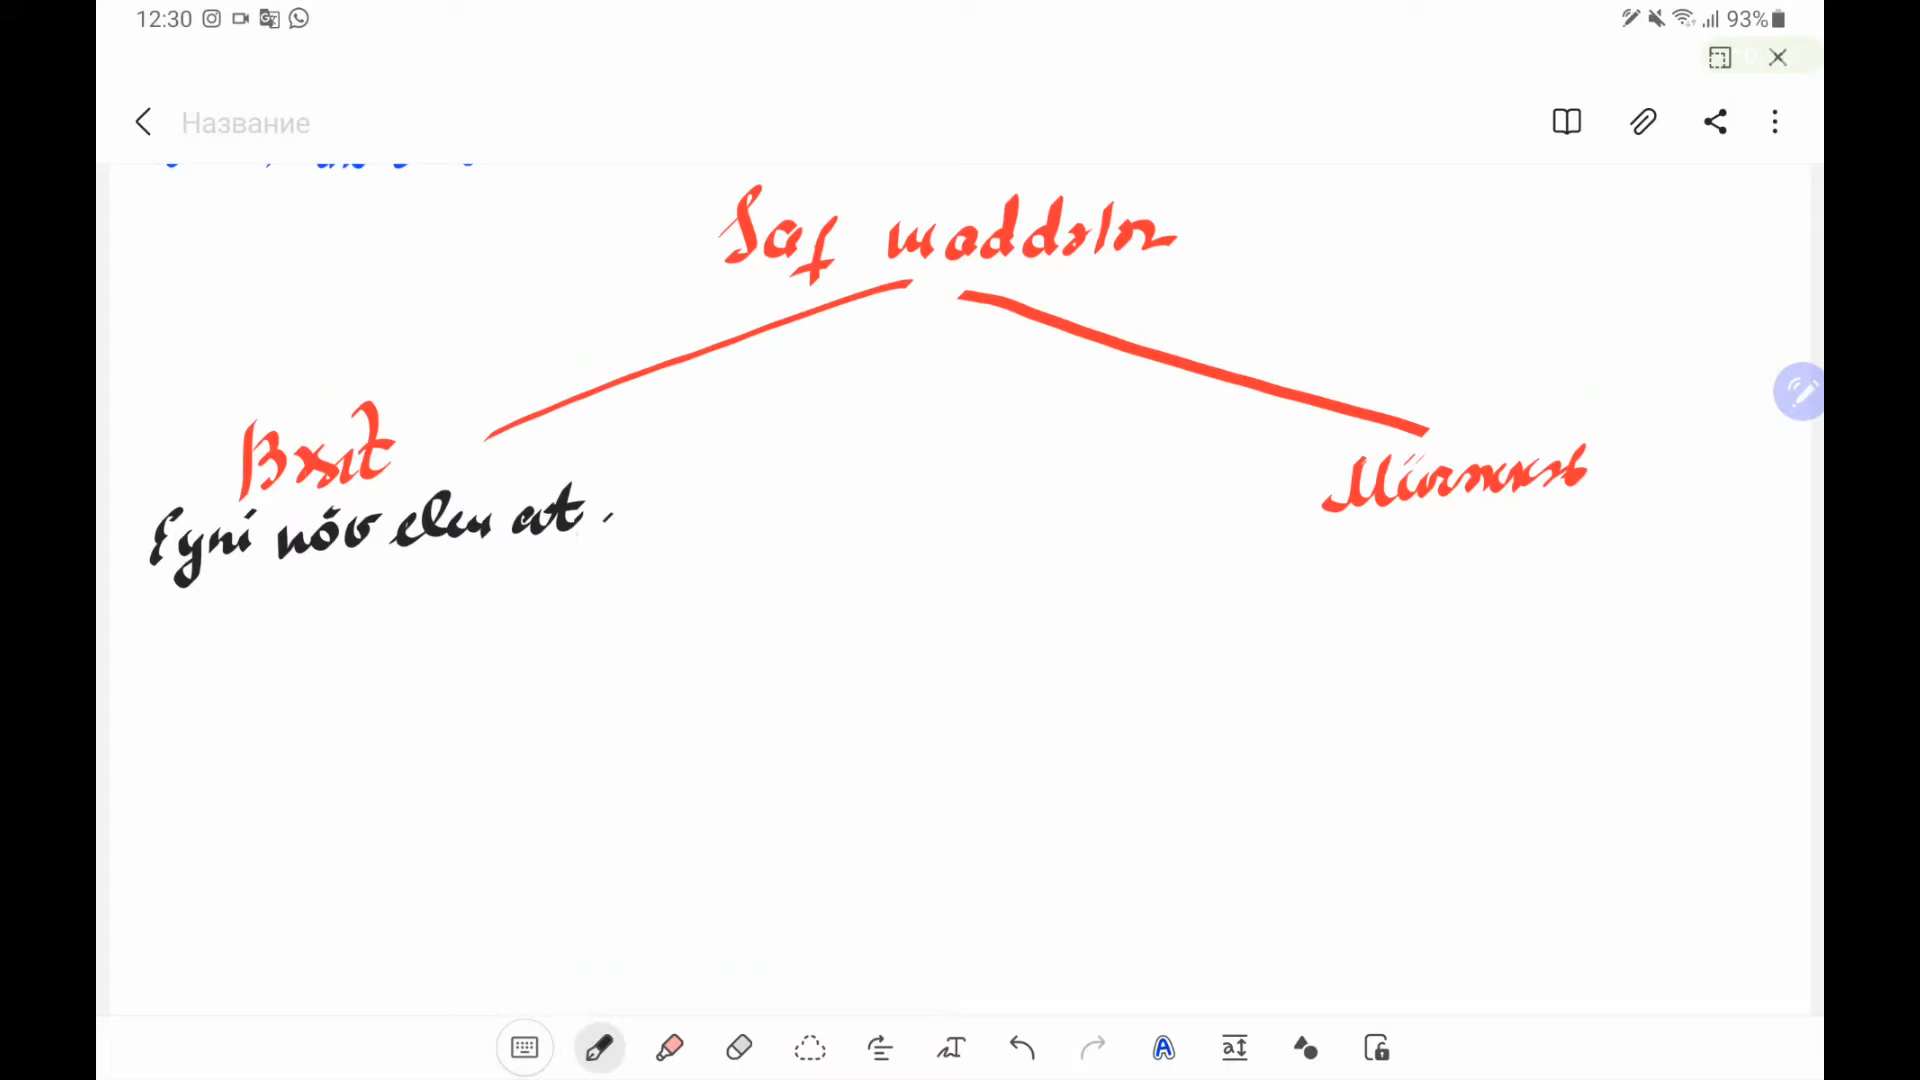 12:30
93%
Название
Saf maddələr
Bəsit
Mürəkkəb
Eyni növ elem at.
a
A
T